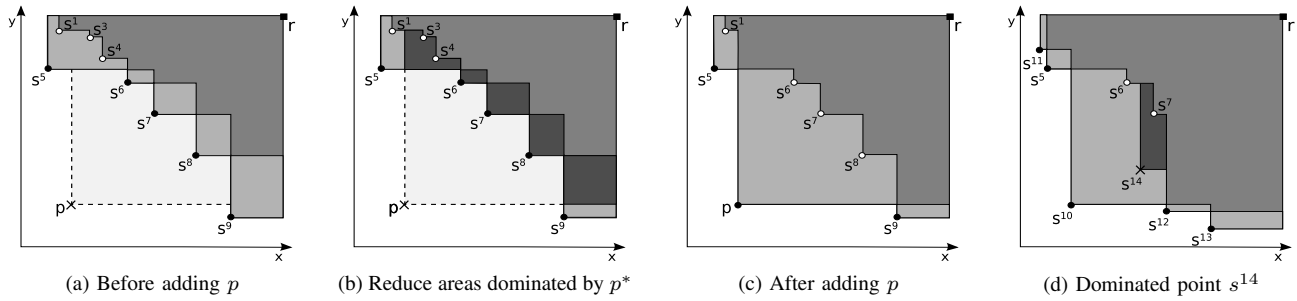 y
s¹
s³
s⁴
s⁵
s⁶
s⁷
s⁸
s⁹
p
r
x
(a) Before adding p
y
s¹
s³
s⁴
s⁵
s⁶
s⁷
s⁸
s⁹
p
r
x
(b) Reduce areas dominated by p*
y
s¹
s⁵
s⁶
s⁷
s⁸
s⁹
p
r
x
(c) After adding p
y
r
s¹¹
s⁵
s⁶
s⁷
s¹⁴
s¹⁰
s¹²
s¹³
x
(d) Dominated point s¹⁴